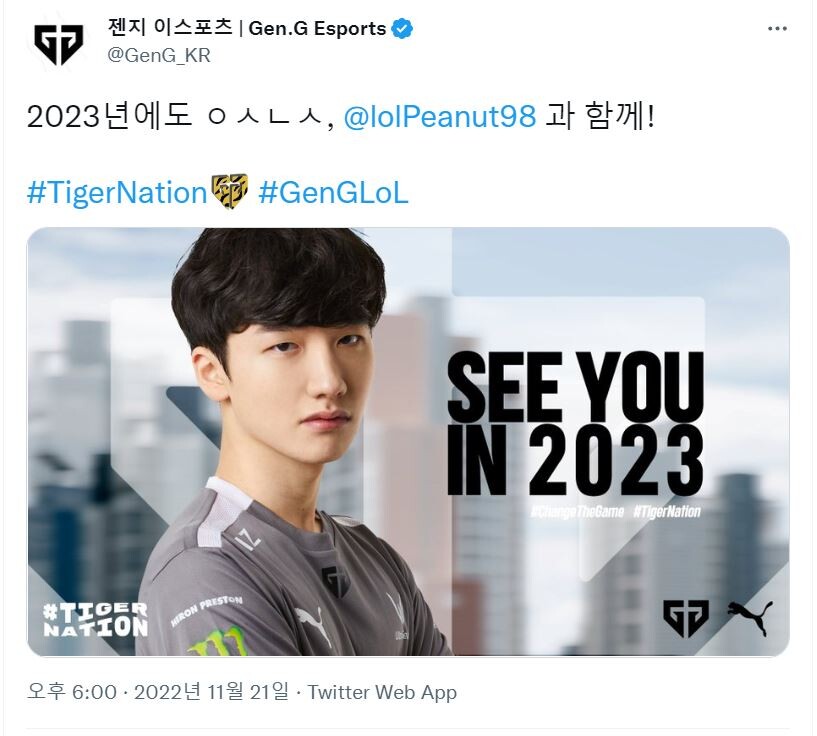 젠지 이스포츠 | Gen.G Esports
@GenG_KR
2023년에도 ㅇㅅㄴㅅ, @lolPeanut98 과 함께!
#TigerNation #GenGLoL
SEE YOU
IN 2023
#ChangeTheGame #TigerNation
HERON PRESTON
#TIGER
NATION
오후 6:00 · 2022년 11월 21일 · Twitter Web App